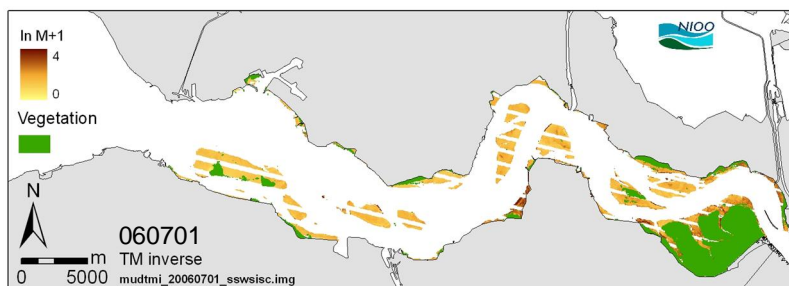 ln M+1
4
0
Vegetation
N
m
0 5000
060701
TM inverse
mudtmi_20060701_sswsisc.img
NIOO